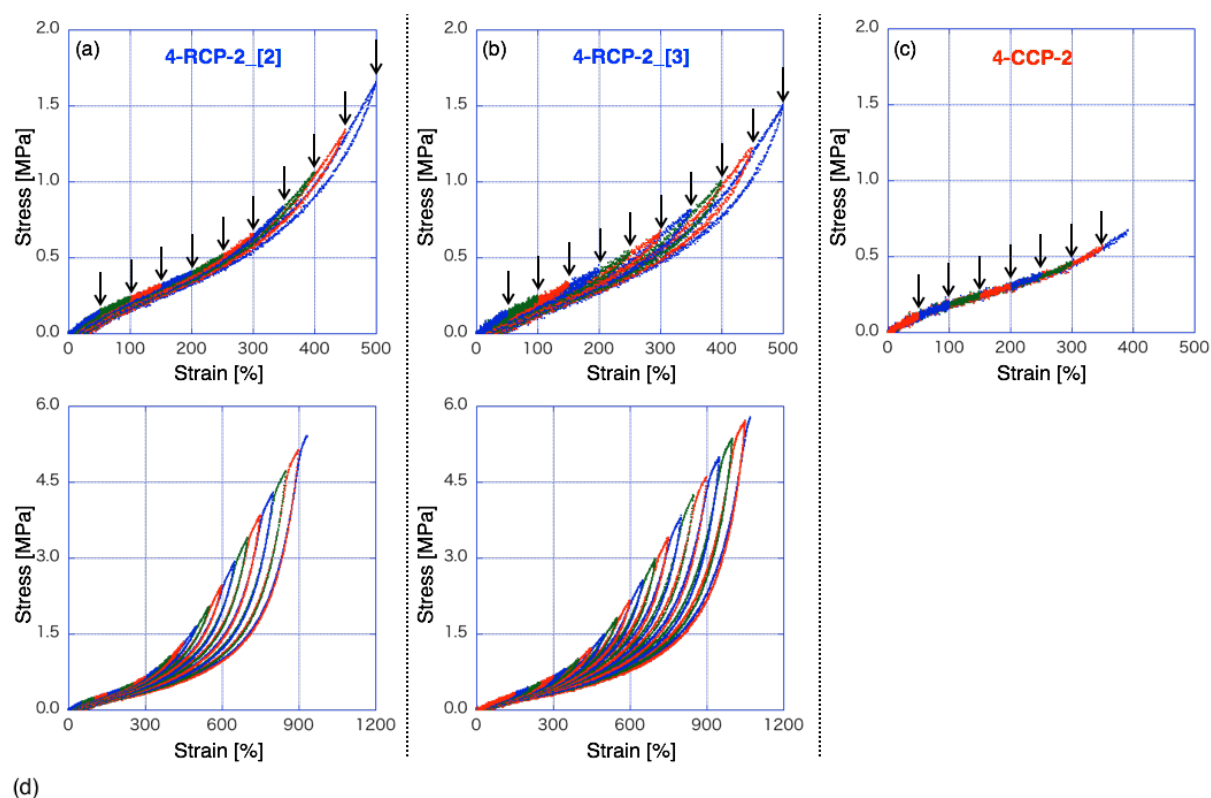 (a)
4-RCP-2_[2]
Stress [MPa]
2.0
1.5
1.0
0.5
0.0
0 100 200 300 400 500
Strain [%]
(b)
4-RCP-2_[3]
Stress [MPa]
2.0
1.5
1.0
0.5
0.0
0 100 200 300 400 500
Strain [%]
(c)
4-CCP-2
Stress [MPa]
2.0
1.5
1.0
0.5
0.0
0 100 200 300 400 500
Strain [%]
Stress [MPa]
6.0
4.5
3.0
1.5
0.0
0 300 600 900 1200
Strain [%]
Stress [MPa]
6.0
4.5
3.0
1.5
0.0
0 300 600 900 1200
Strain [%]
(d)